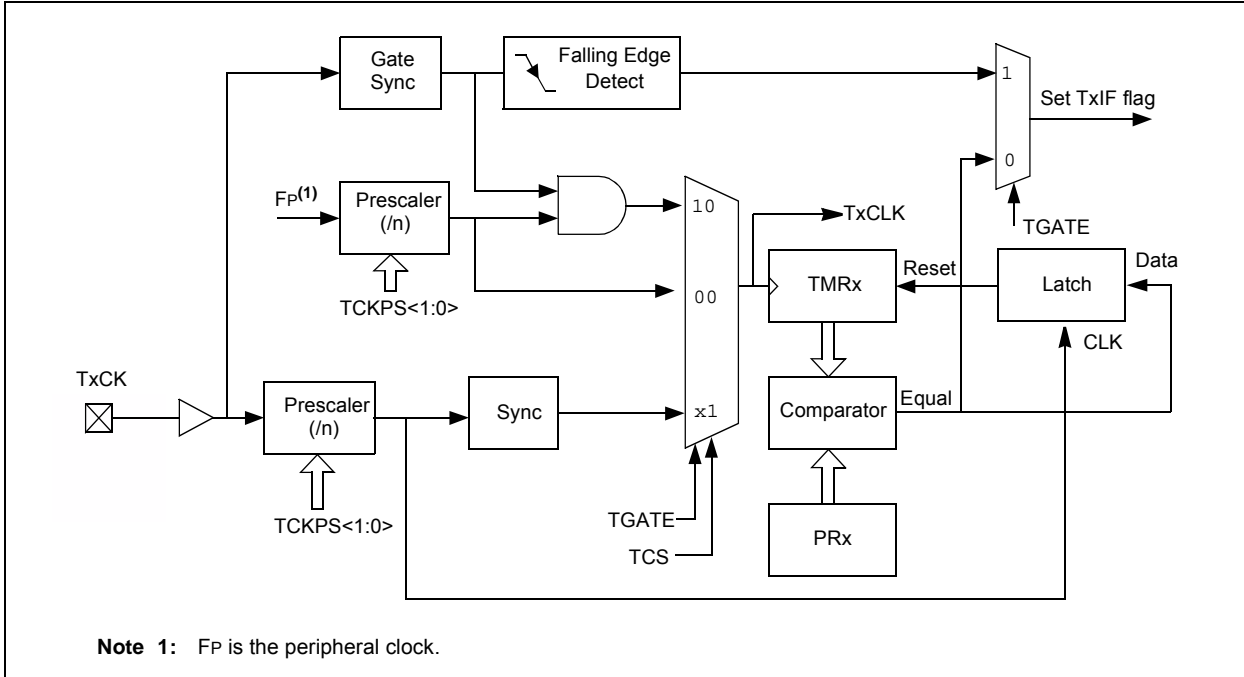 Gate
Sync
Falling Edge
Detect
1
Set TxIF flag
0
TGATE
FP(1)
Prescaler
(/n)
TCKPS<1:0>
10
00
x1
TxCLK
TMRx
Reset
Latch
Data
CLK
TxCK
Prescaler
(/n)
TCKPS<1:0>
Sync
Comparator
Equal
TGATE
TCS
PRx
Note 1: FP is the peripheral clock.